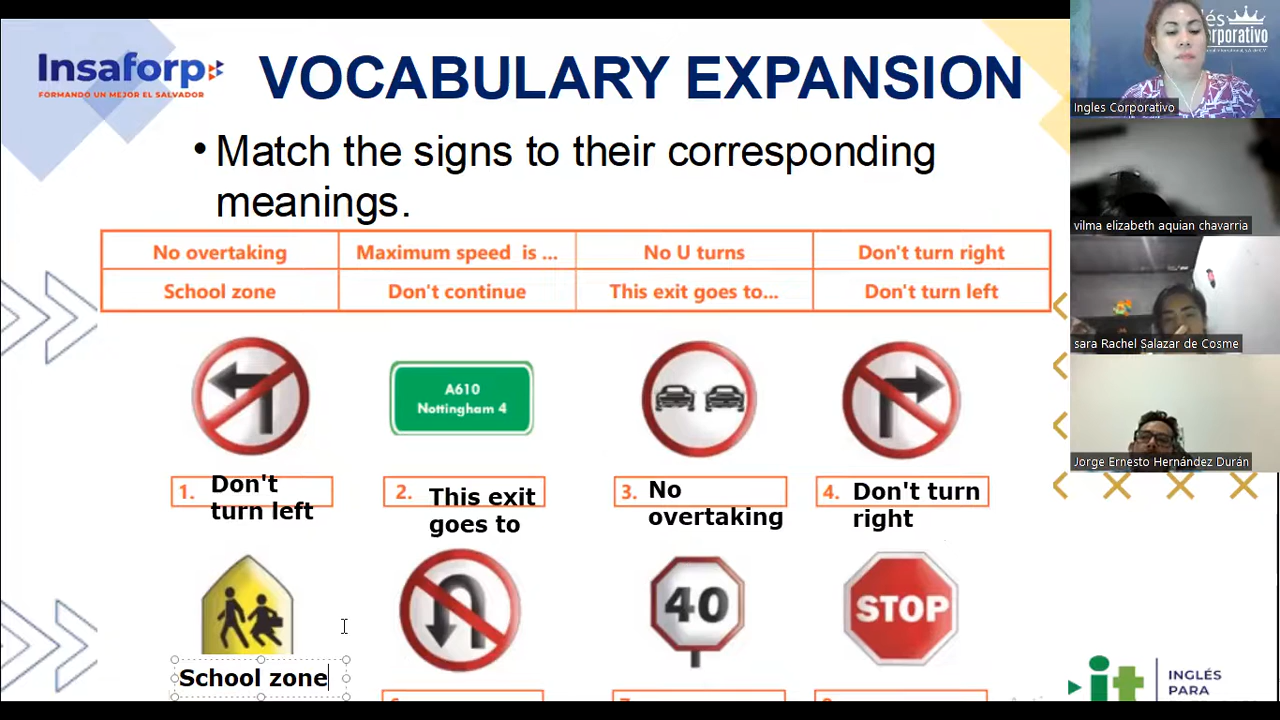 Insaforp
FORMANDO UN MEJOR EL SALVADOR
VOCABULARY EXPANSION
• Match the signs to their corresponding
meanings.
No overtaking
Maximum speed is ...
No U turns
Don't turn right
School zone
Don't continue
This exit goes to...
Don't turn left
A610
Nottingham 4
1. Don't
turn left
2. This exit
goes to
3. No
overtaking
4. Don't turn
right
40
STOP
School zone
it
INGLÉS
PARA
Ingles Corporativo
vilma elizabeth aquian chavarria
sara Rachel Salazar de Cosme
Jorge Ernesto Hernández Durán